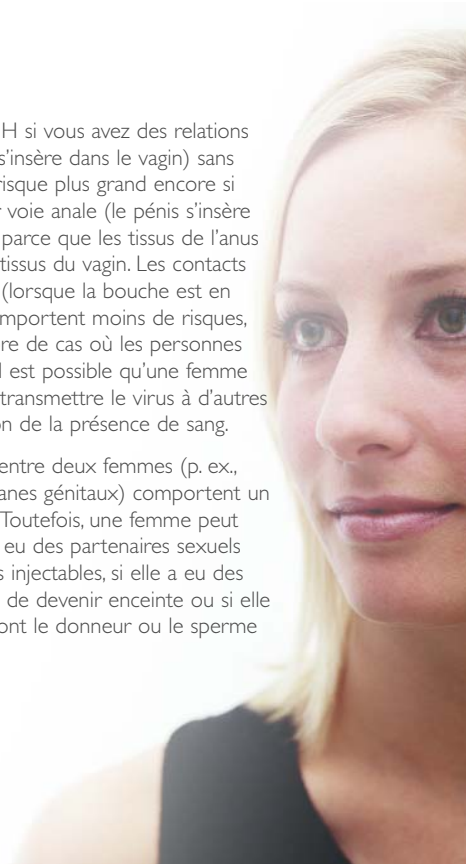 H si vous avez des relations
s’insère dans le vagin) sans
risque plus grand encore si
voie anale (le pénis s’insère
parce que les tissus de l’anus
tissus du vagin. Les contacts
(lorsque la bouche est en
mportent moins de risques,
re de cas où les personnes
l est possible qu’une femme
transmettre le virus à d’autres
on de la présence de sang.
entre deux femmes (p. ex.,
anes génitaux) comportent un
Toutefois, une femme peut
eu des partenaires sexuels
s injectables, si elle a eu des
de devenir enceinte ou si elle
ont le donneur ou le sperme